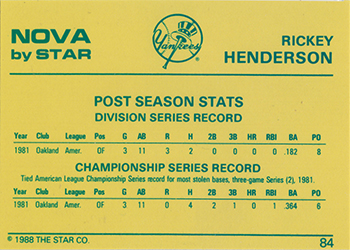 NOVA
by STAR
Yankees
RICKEY
HENDERSON
POST SEASON STATS
DIVISION SERIES RECORD
Year Club League Pos G AB R H 2B 3B HR RBI BA PO
1981 Oakland Amer. OF 3 11 3 2 0 0 0 0 .182 8
CHAMPIONSHIP SERIES RECORD
Tied American League Championship Series record for most stolen bases, three-game Series (2), 1981.
Year Club League Pos G AB R H 2B 3B HR RBI BA PO
1981 Oakland Amer. OF 3 11 0 4 2 1 0 1 .364 6
© 1988 THE STAR CO.
84